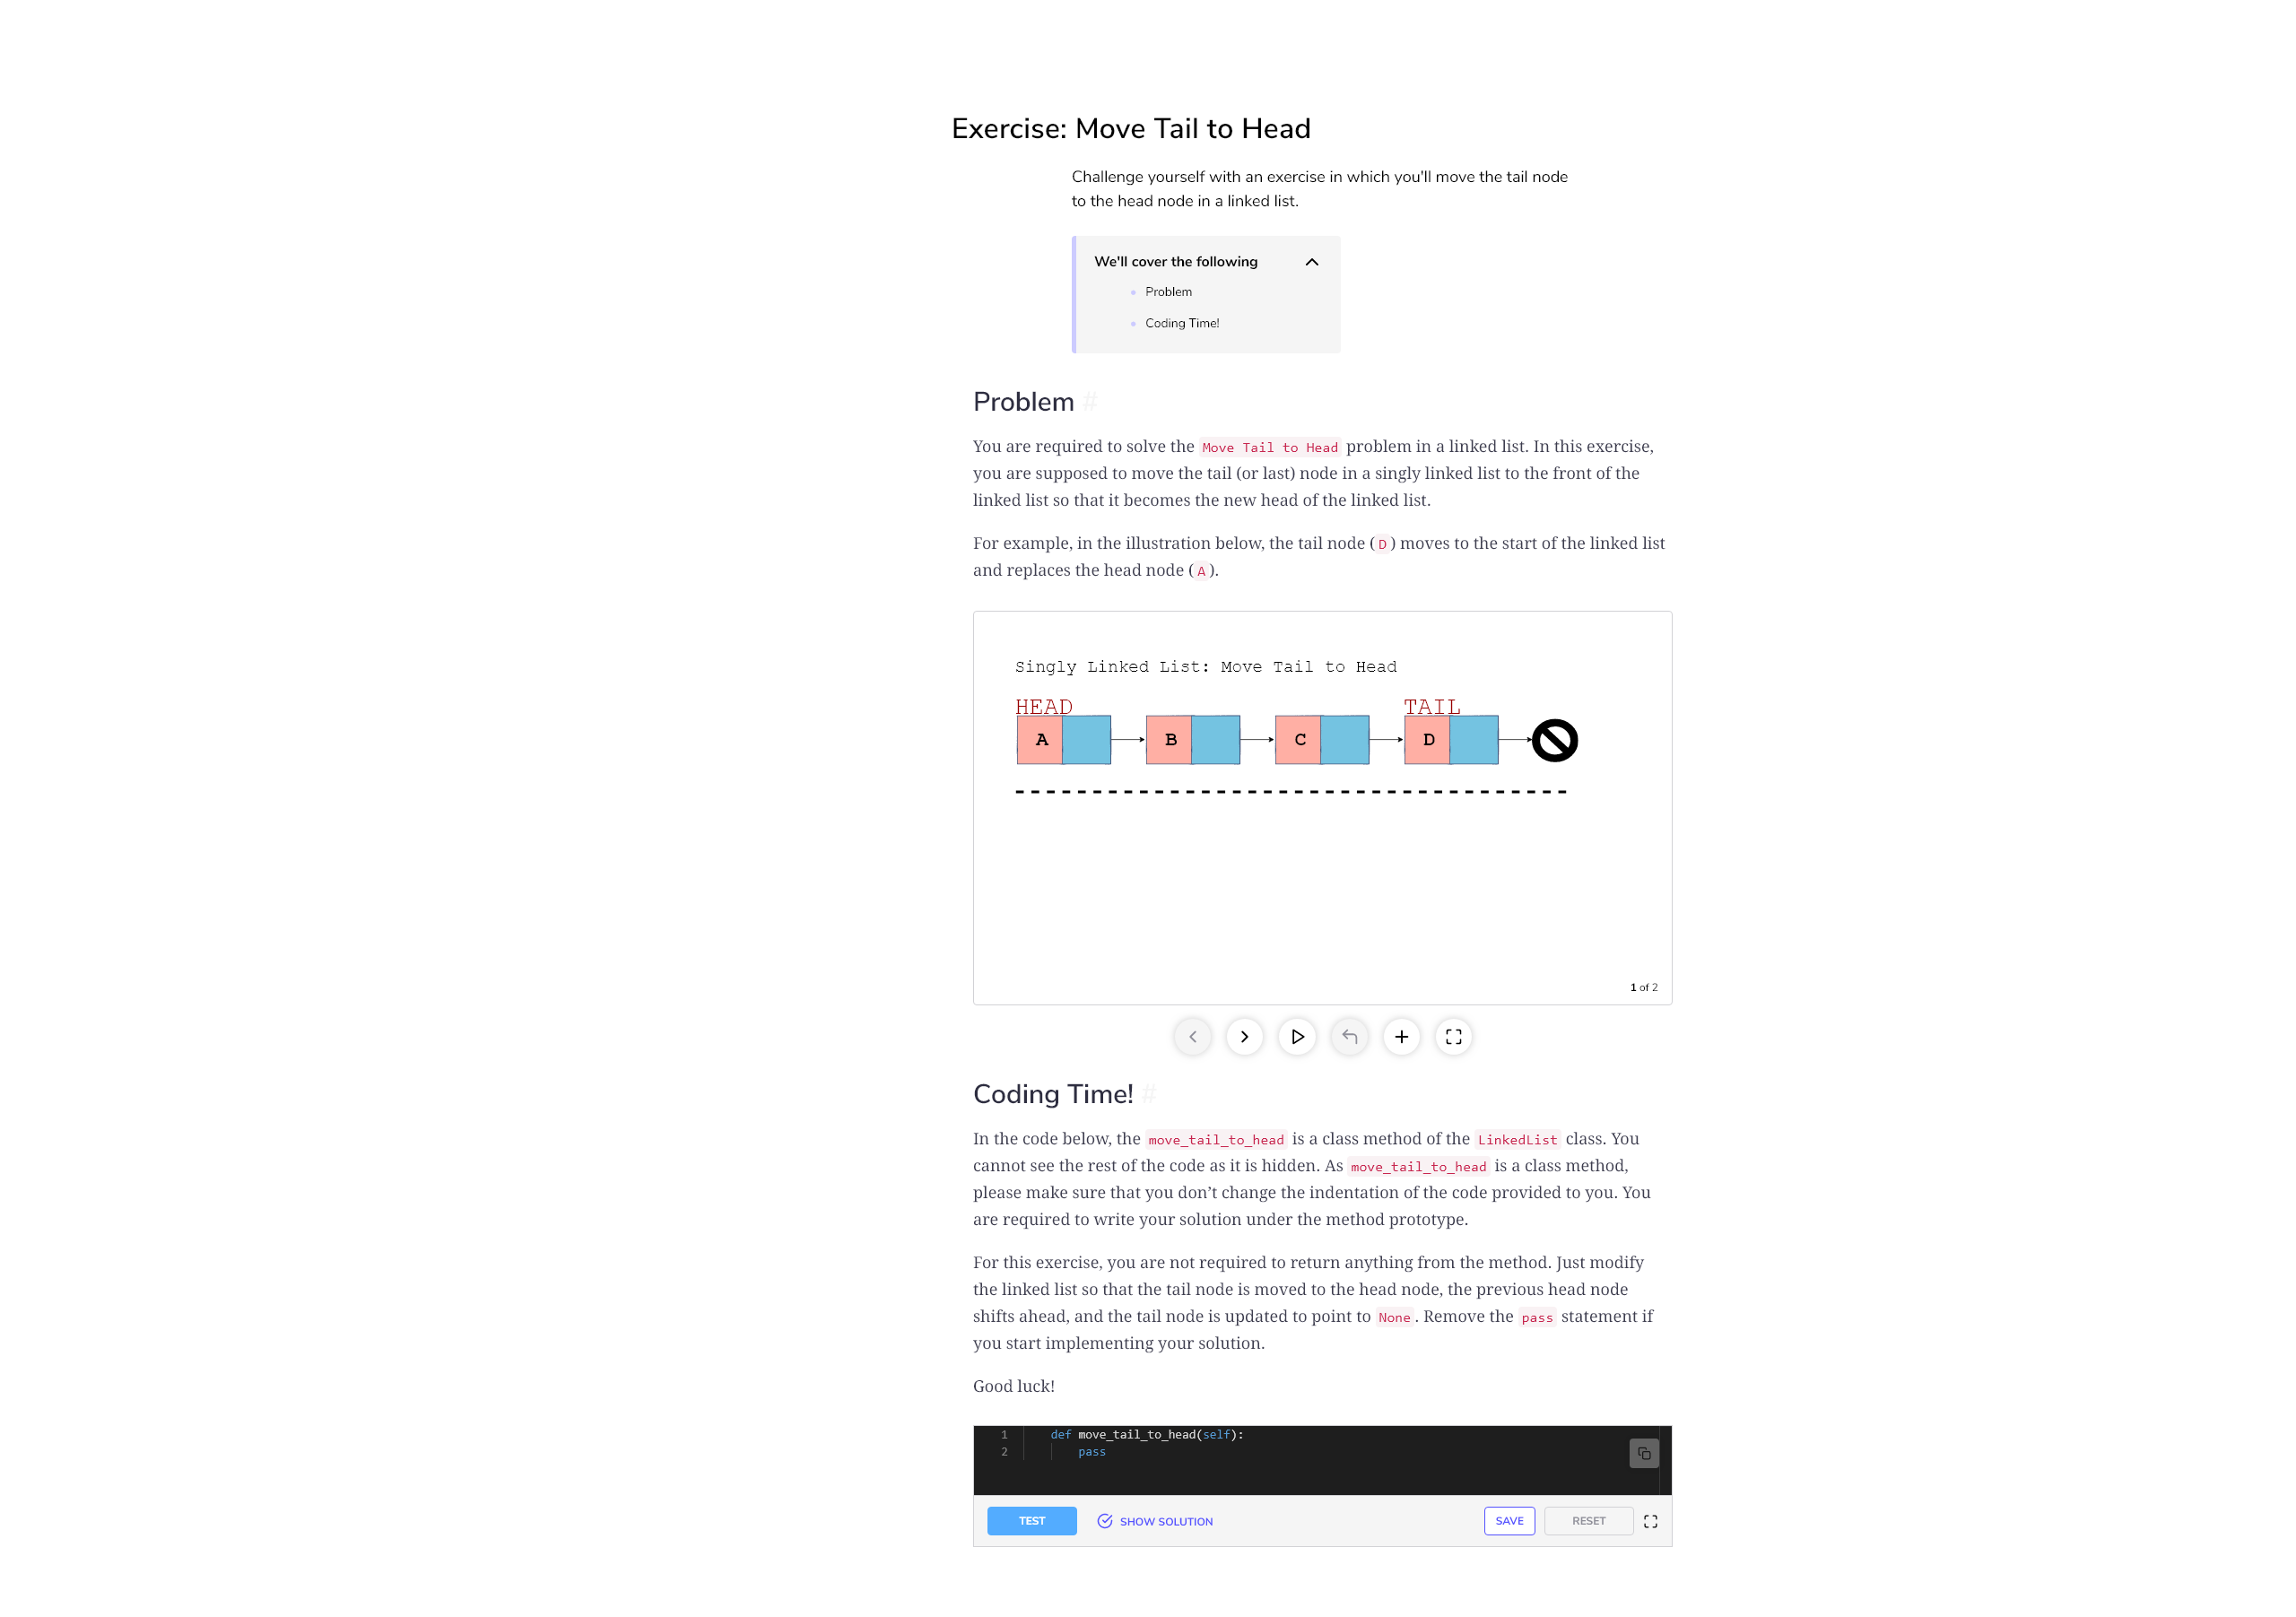 Exercise: Move Tail to Head
Challenge yourself with an exercise in which you'll move the tail node
to the head node in a linked list.
We'll cover the following
Problem
Coding Time!
Problem #
You are required to solve the Move Tail to Head problem in a linked list. In this exercise,
you are supposed to move the tail (or last) node in a singly linked list to the front of the
linked list so that it becomes the new head of the linked list.
For example, in the illustration below, the tail node (D) moves to the start of the linked list
and replaces the head node (A).
Singly Linked List: Move Tail to Head
HEAD TAIL
A B C D
1 of 2
Coding Time! #
In the code below, the move_tail_to_head is a class method of the LinkedList class. You
cannot see the rest of the code as it is hidden. As move_tail_to_head is a class method,
please make sure that you don’t change the indentation of the code provided to you. You
are required to write your solution under the method prototype.
For this exercise, you are not required to return anything from the method. Just modify
the linked list so that the tail node is moved to the head node, the previous head node
shifts ahead, and the tail node is updated to point to None. Remove the pass statement if
you start implementing your solution.
Good luck!
1 def move_tail_to_head(self):
2 pass
TEST SHOW SOLUTION SAVE RESET